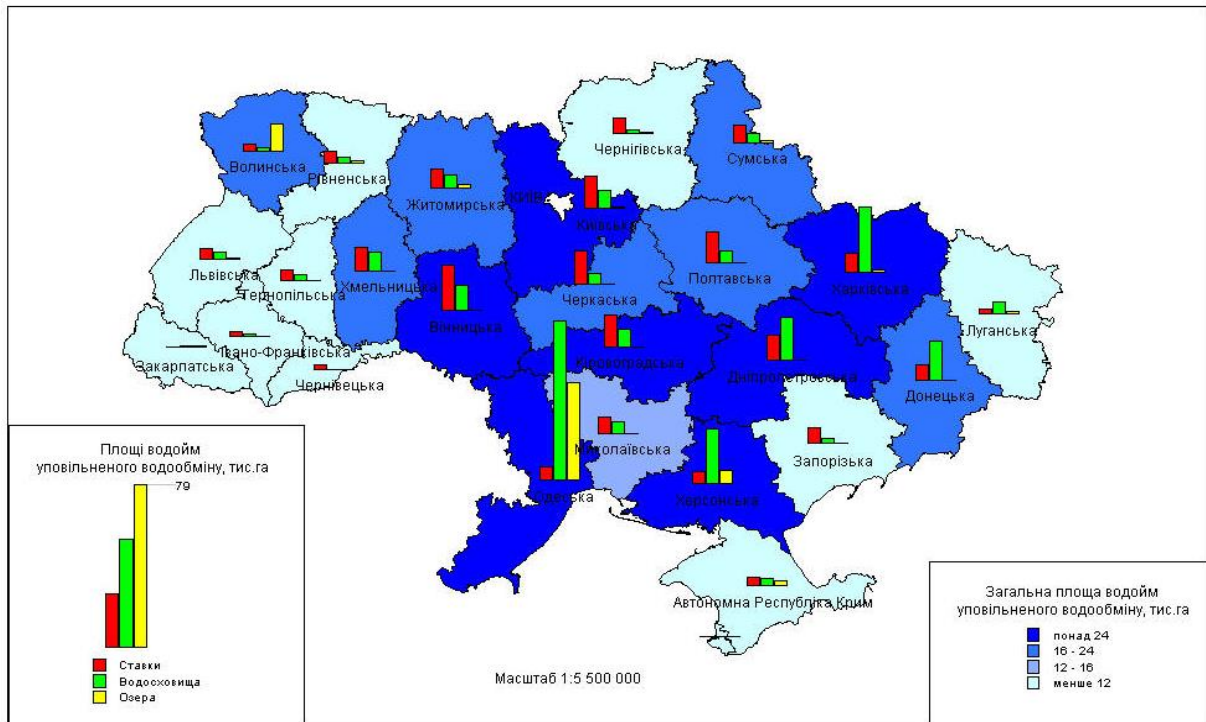 Чернігівська
Сумська
Волинська
Рівненська
Житомирська
КИЇВ
Київська
Львівська
Тернопільська
Хмельницька
Черкаська
Полтавська
Харківська
Луганська
Вінницька
Івано-Франківська
Закарпатська
Чернівецька
Кіровоградська
Дніпропетровська
Донецька
Миколаївська
Запорізька
Одеська
Херсонська
Автономна Республіка Крим
Площі водойм
уповільненого водообміну, тис.га
79
Ставки
Водосховища
Озера
Масштаб 1:5 500 000
Загальна площа водойм
уповільненого водообміну, тис.га
понад 24
16 - 24
12 - 16
менше 12